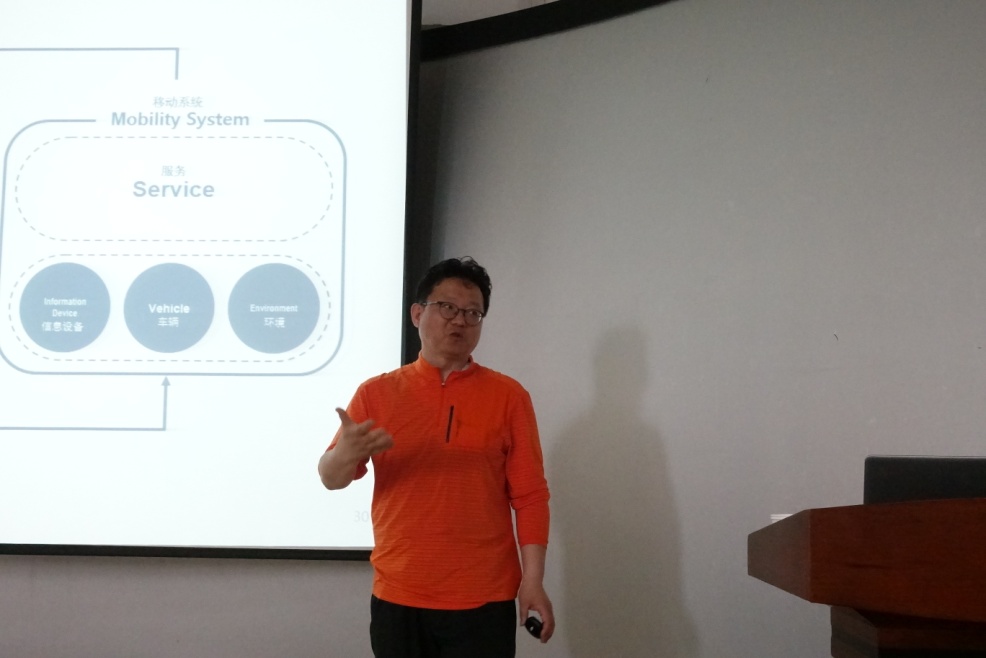 移动系统
Mobility System
服务
Service
Information
Device
信息设备
Vehicle
车辆
Environment
环境
30